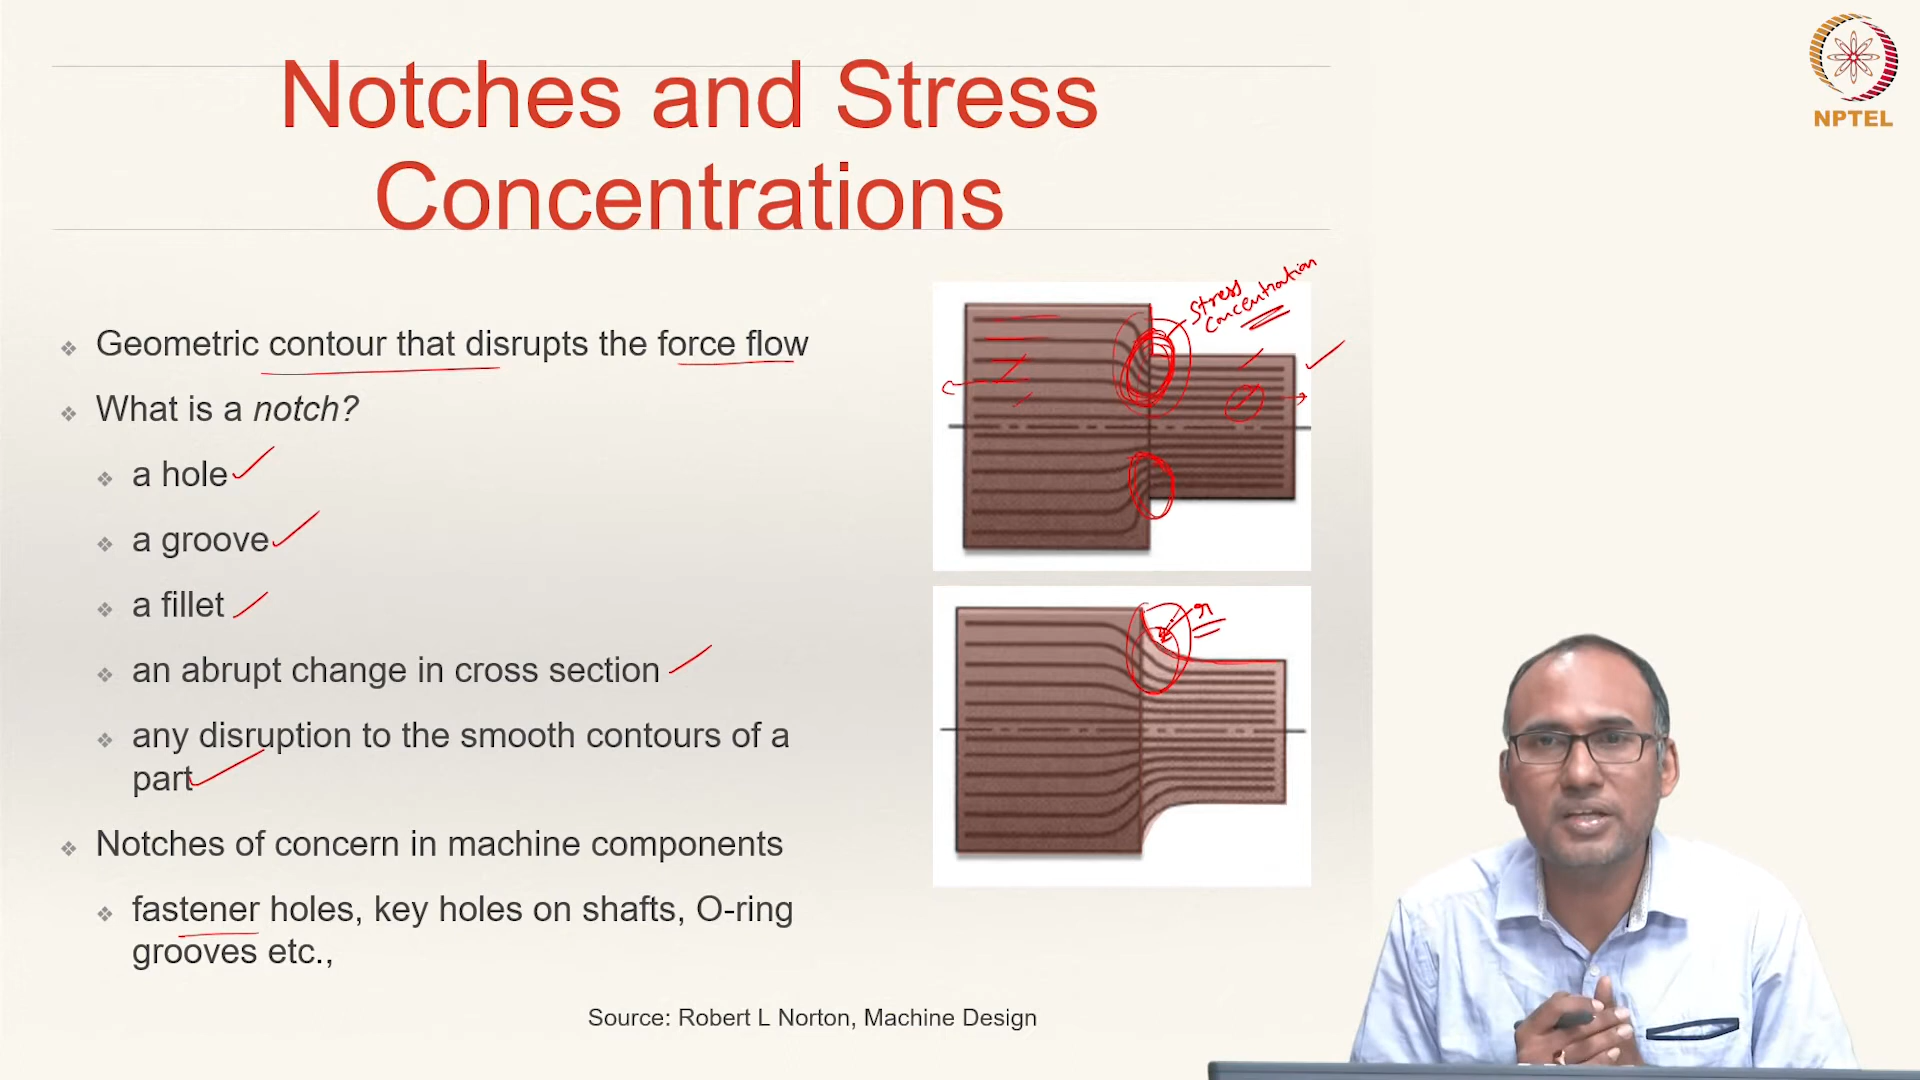 Notches and Stress
Concentrations
NPTEL
Geometric contour that disrupts the force flow
What is a notch?
a hole
a groove
a fillet
an abrupt change in cross section
any disruption to the smooth contours of a
part
Notches of concern in machine components
fastener holes, key holes on shafts, O-ring
grooves etc.,
Stress
concentration
r
Source: Robert L Norton, Machine Design